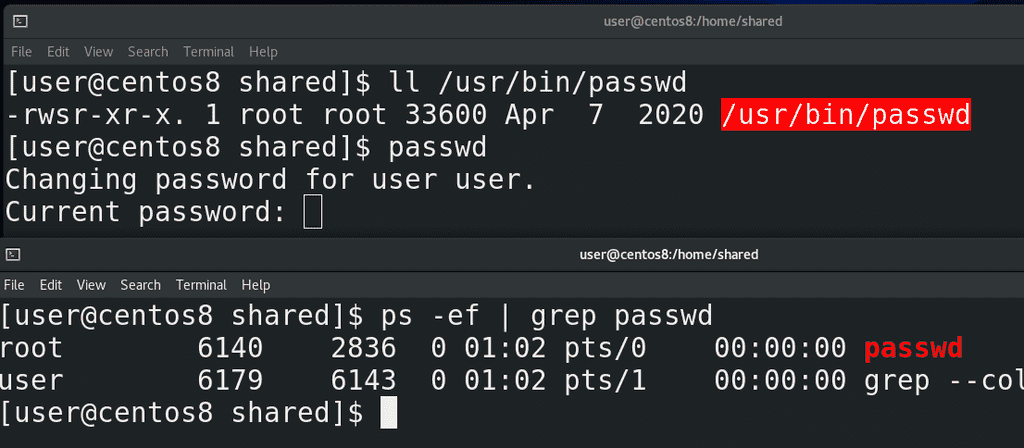 user@centos8:/home/shared
File Edit View Search Terminal Help
[user@centos8 shared]$ ll /usr/bin/passwd
-rwsr-xr-x. 1 root root 33600 Apr  7  2020 /usr/bin/passwd
[user@centos8 shared]$ passwd
Changing password for user user.
Current password:
user@centos8:/home/shared
File Edit View Search Terminal Help
[user@centos8 shared]$ ps -ef | grep passwd
root        6140    2836  0 01:02 pts/0    00:00:00 passwd
user        6179    6143  0 01:02 pts/1    00:00:00 grep --col
[user@centos8 shared]$